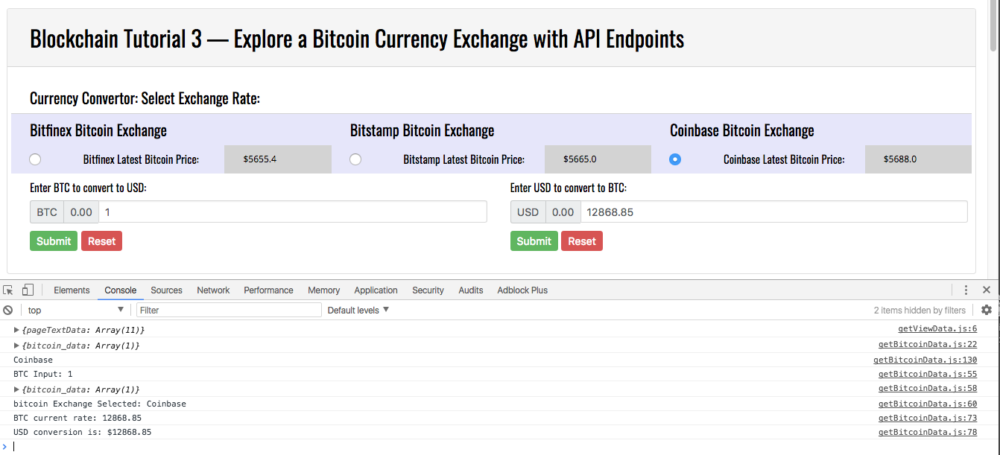 Blockchain Tutorial 3 — Explore a Bitcoin Currency Exchange with API Endpoints
Currency Convertor: Select Exchange Rate:
Bitfinex Bitcoin Exchange Bitstamp Bitcoin Exchange Coinbase Bitcoin Exchange
Bitfinex Latest Bitcoin Price: $5655.4 Bitstamp Latest Bitcoin Price: $5665.0 Coinbase Latest Bitcoin Price: $5688.0
Enter BTC to convert to USD: Enter USD to convert to BTC:
BTC 0.00 1 USD 0.00 12868.85
Submit Reset Submit Reset
Elements Console Sources Network Performance Memory Application Security Audits Adblock Plus
top Filter Default levels 2 items hidden by filters
{pageTextData: Array(11)} getViewData.js:6
{bitcoin_data: Array(1)} getBitcoinData.js:22
Coinbase getBitcoinData.js:130
BTC Input: 1 getBitcoinData.js:55
{bitcoin_data: Array(1)} getBitcoinData.js:58
bitcoin Exchange Selected: Coinbase getBitcoinData.js:60
BTC current rate: 12868.85 getBitcoinData.js:73
USD conversion is: $12868.85 getBitcoinData.js:78